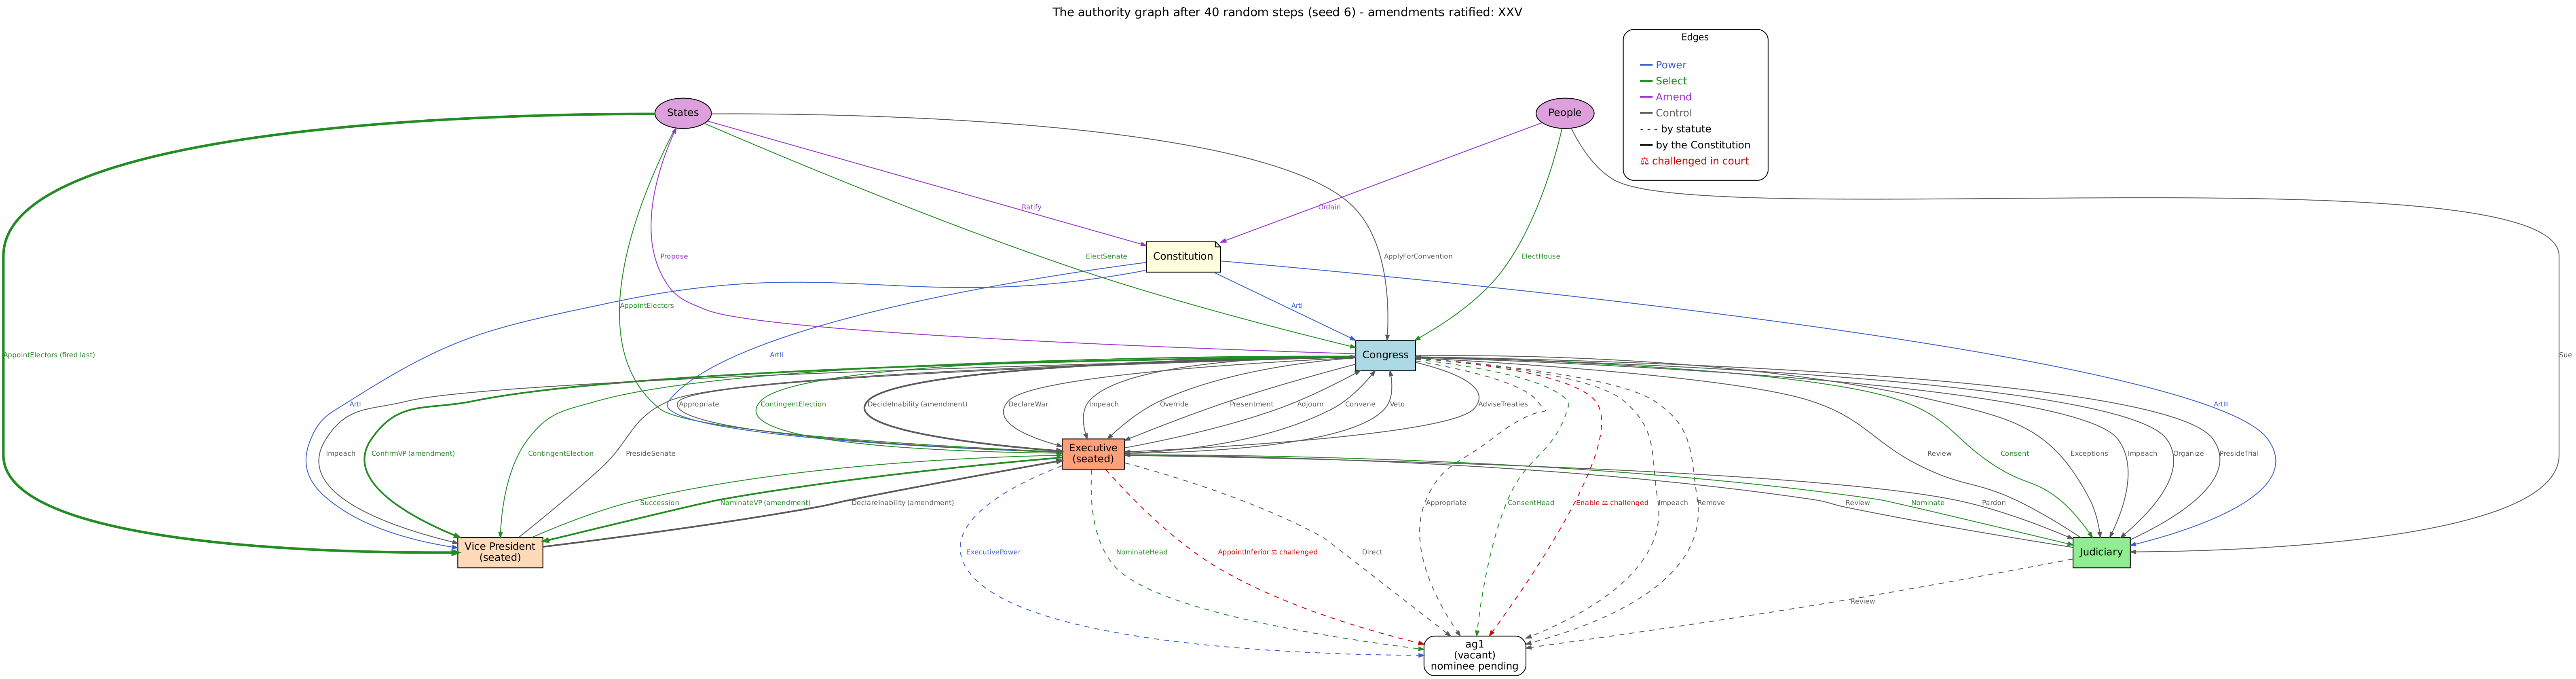 The authority graph after 40 random steps (seed 6) - amendments ratified: XXV
Edges
Power
Select
Amend
Control
- - - by statute
by the Constitution
⚖ challenged in court
States
People
Ratify
Ordain
Constitution
Propose
ElectSenate
ApplyForConvention
ElectHouse
AppointElectors
ArtI
AppointElectors (fired last)
ArtII
Congress
Sue
ArtI
Appropriate
ContingentElection
DecideInability (amendment)
DeclareWar
Impeach
Override
Presentment
Adjourn
Convene
Veto
AdviseTreaties
ArtIII
Impeach
ConfirmVP (amendment)
ContingentElection
PresideSenate
Executive
(seated)
Review
Consent
Exceptions
Impeach
Organize
PresideTrial
Succession
NominateVP (amendment)
DeclareInability (amendment)
Appropriate
ConsentHead
Enable ⚖ challenged
Impeach
Remove
Review
Nominate
Pardon
Vice President
(seated)
ExecutivePower
NominateHead
AppointInferior ⚖ challenged
Direct
Judiciary
Review
ag1
(vacant)
nominee pending